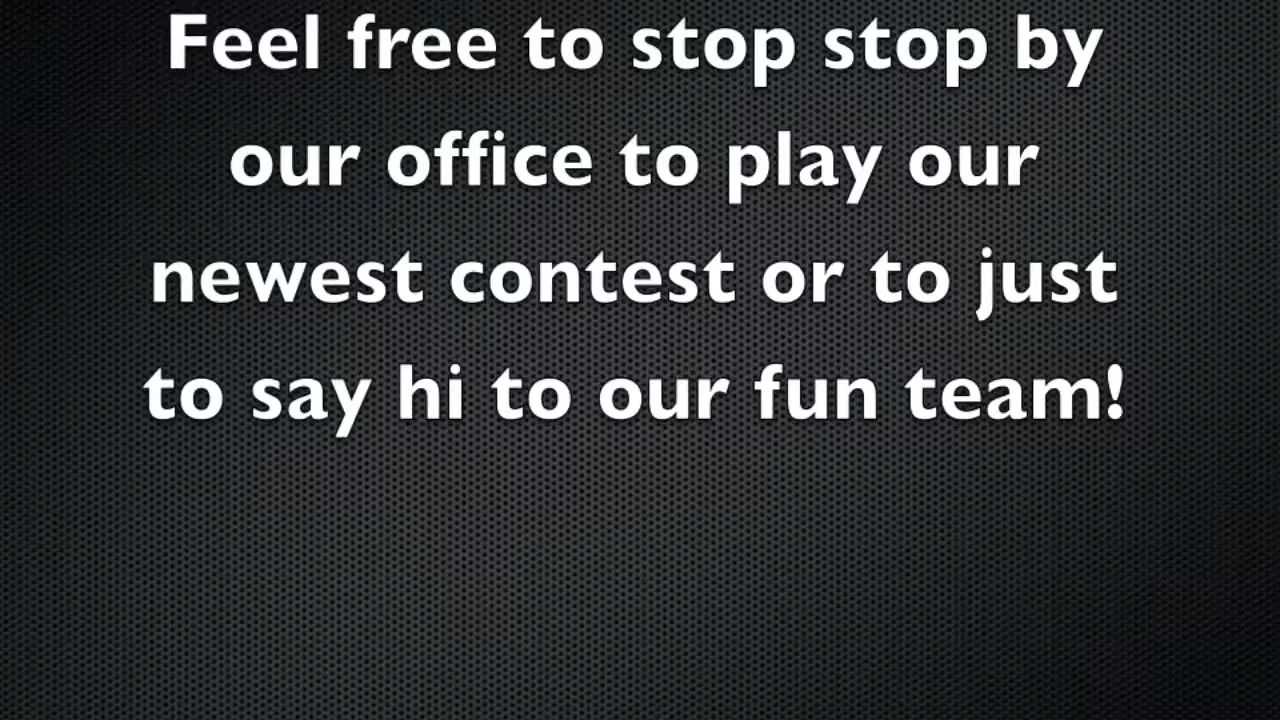 Feel free to stop stop by
our office to play our
newest contest or to just
to say hi to our fun team!